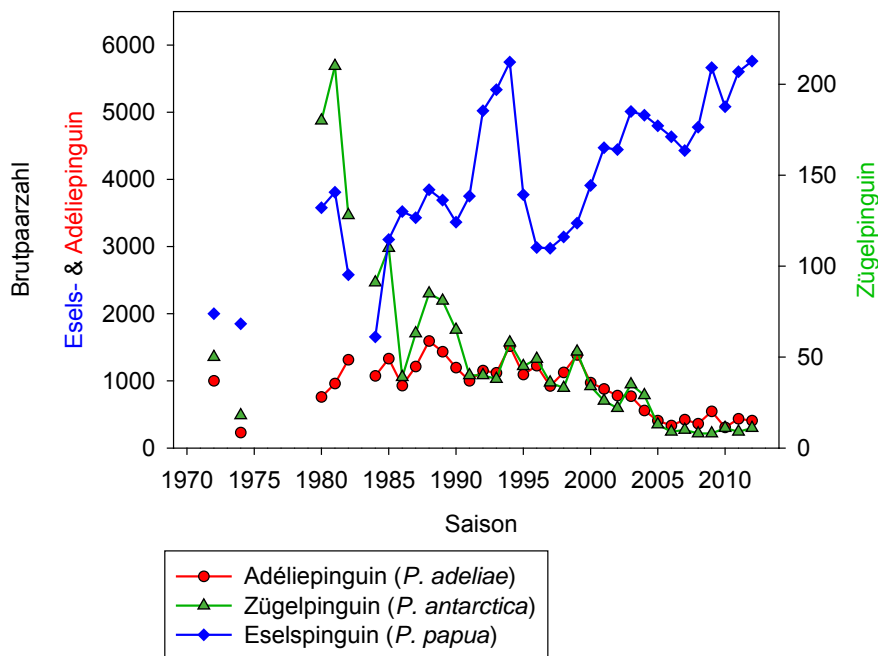 Brutpaarzahl
Esels- & Adéliepinguin
6000
5000
4000
3000
2000
1000
0
200
150
100
50
0
Zügelpinguin
1970 1975 1980 1985 1990 1995 2000 2005 2010
Saison
Adéliepinguin (P. adeliae)
Zügelpinguin (P. antarctica)
Eselspinguin (P. papua)